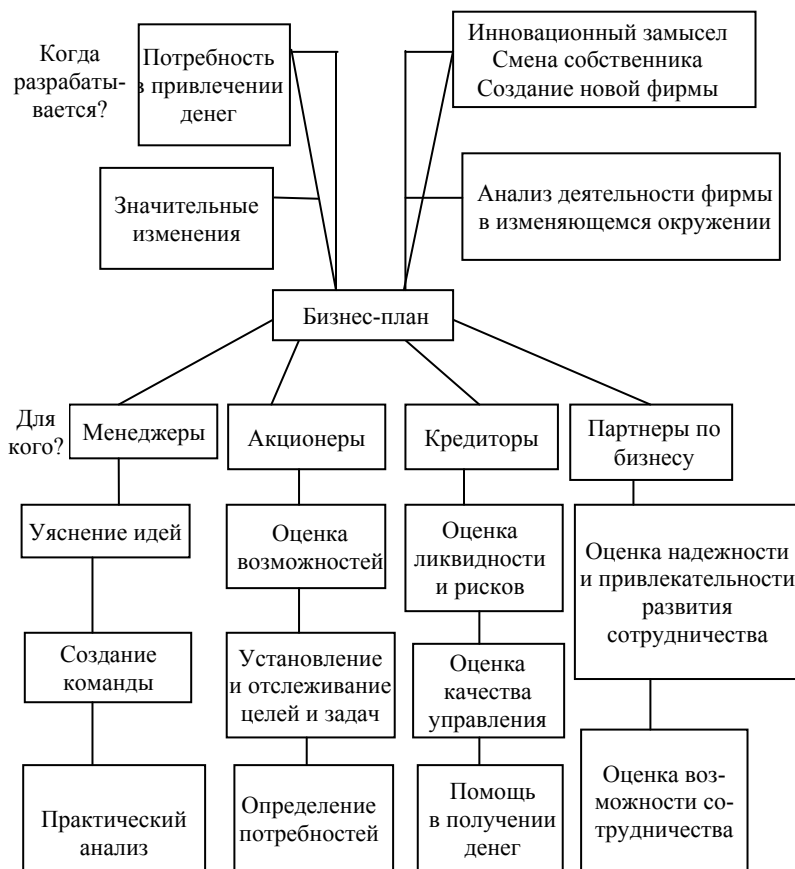 Когда
разрабаты-
вается?
Потребность
в привлечении
денег
Инновационный замысел
Смена собственника
Создание новой фирмы
Значительные
изменения
Анализ деятельности фирмы
в изменяющемся окружении
Бизнес-план
Для
кого?
Менеджеры
Акционеры
Кредиторы
Партнеры по
бизнесу
Уяснение идей
Оценка
возможностей
Оценка
ликвидности
и рисков
Оценка надежности
и привлекательности
развития
сотрудничества
Создание
команды
Установление
и отслеживание
целей и задач
Оценка
качества
управления
Практический
анализ
Определение
потребностей
Помощь
в получении
денег
Оценка воз-
можности со-
трудничества